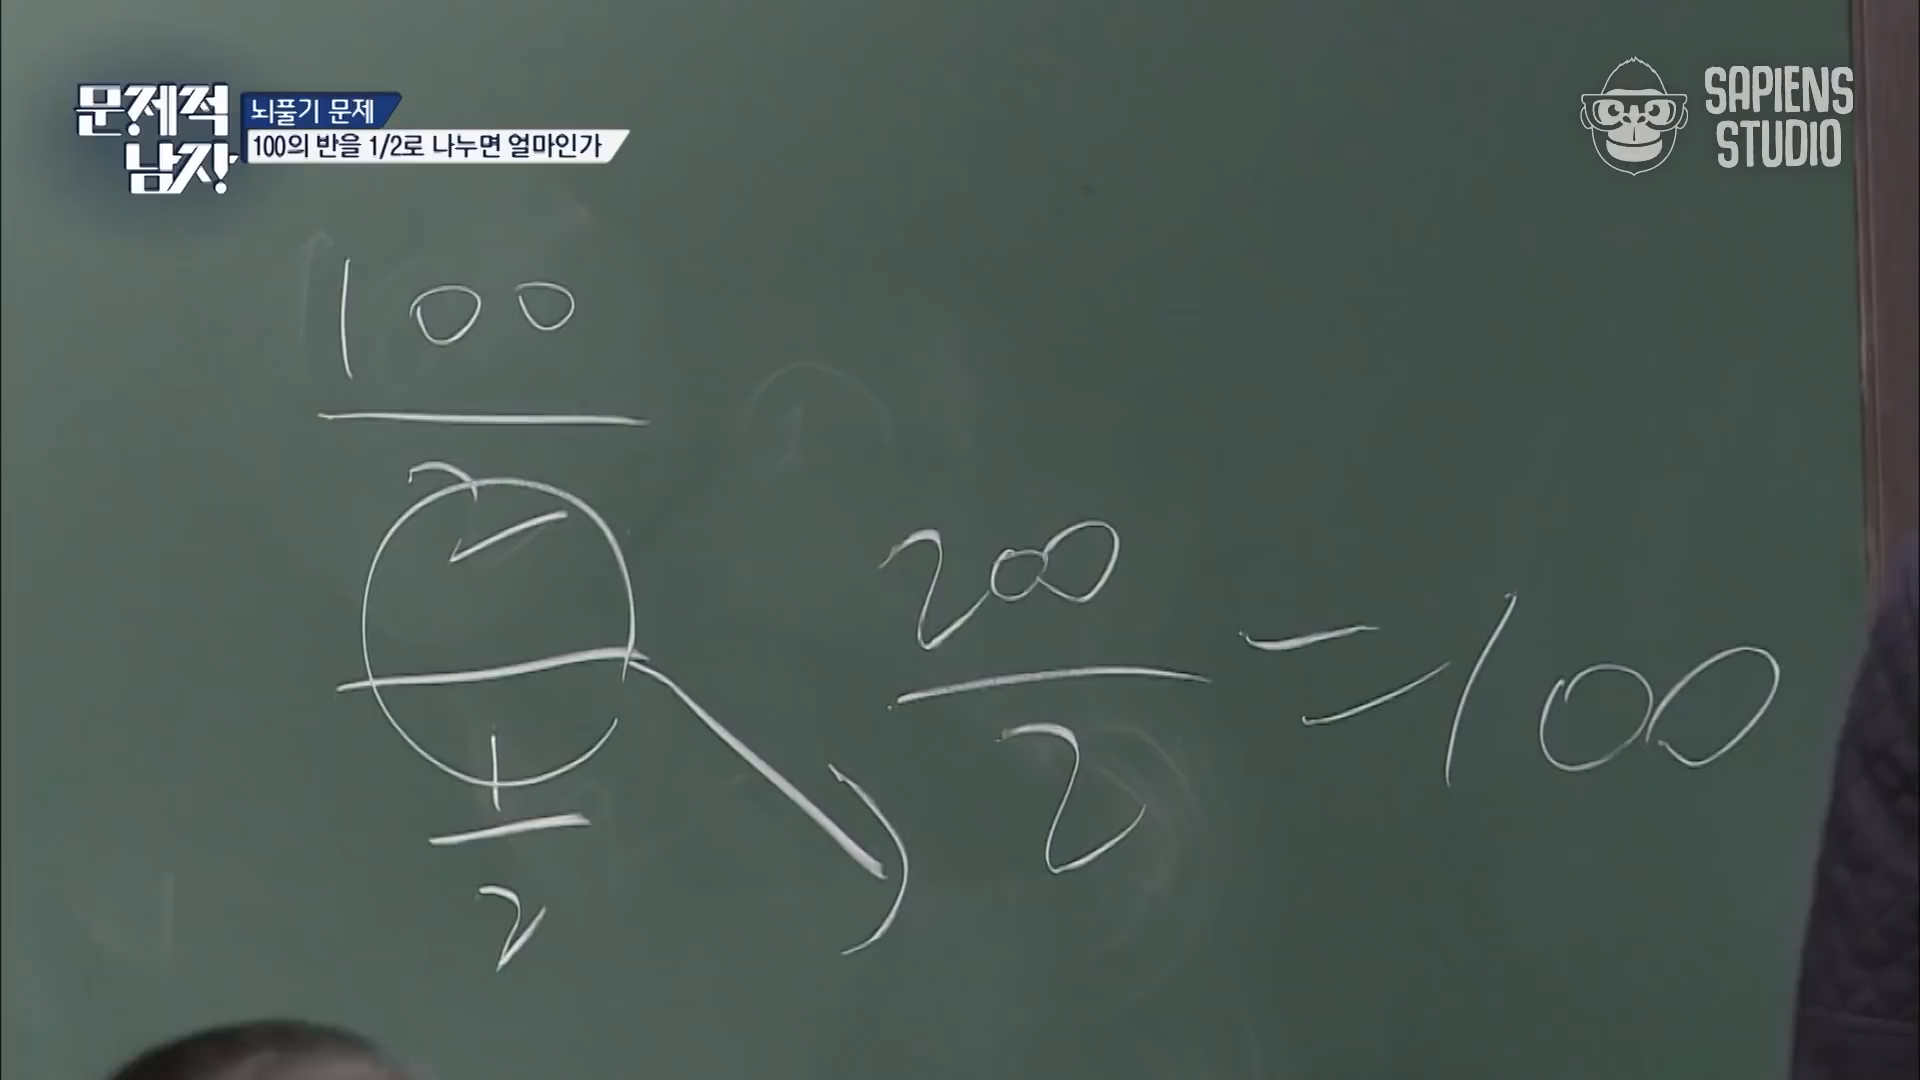 문제적
남자
뇌풀기 문제
100의 반을 1/2로 나누면 얼마인가
SAPIENS
STUDIO
100
2
1
2
200
2
=100